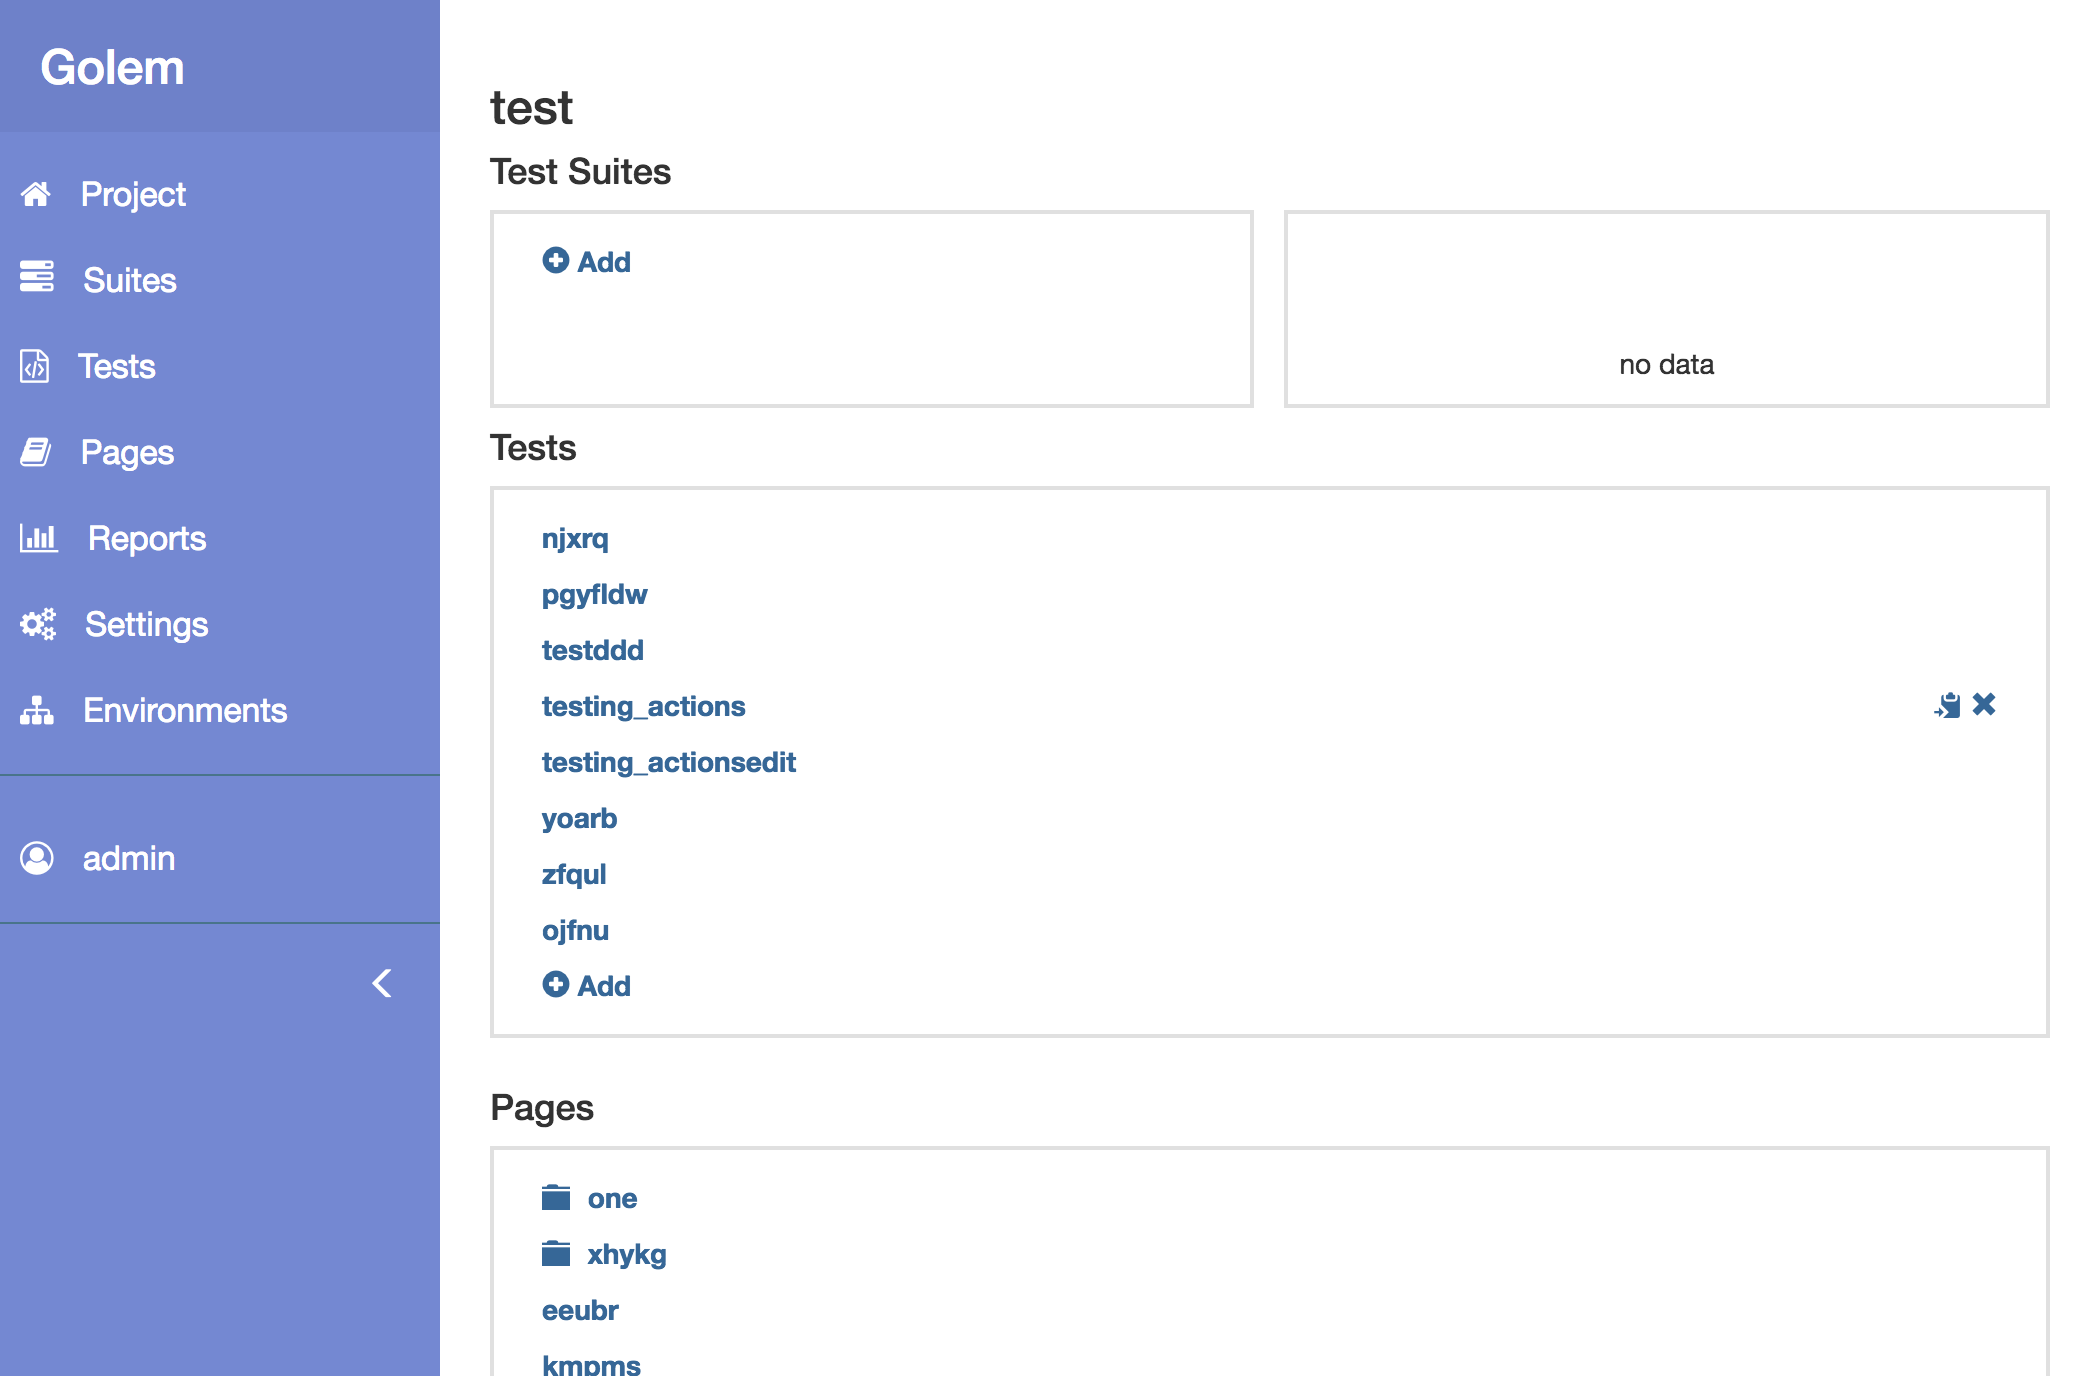 Golem
Project
Suites
Tests
Pages
Reports
Settings
Environments
admin
test
Test Suites
Add
no data
Tests
njxrq
pgyfldw
testddd
testing_actions
testing_actionsedit
yoarb
zfqul
ojfnu
Add
Pages
one
xhykg
eeubr
kmpms